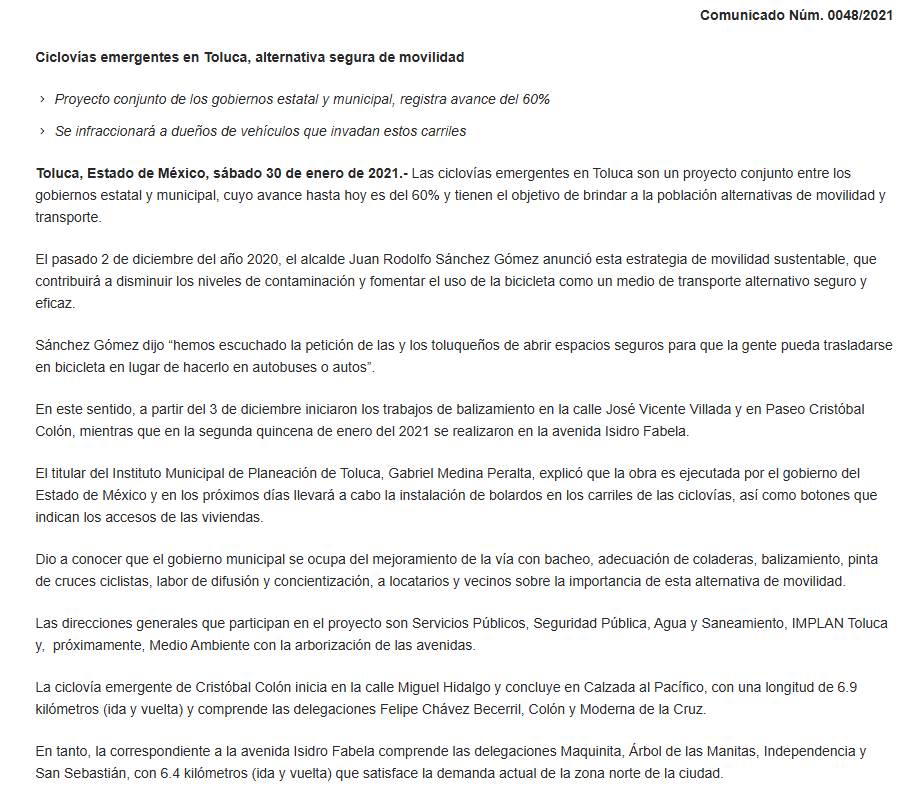 Comunicado Núm. 0048/2021
Ciclovías emergentes en Toluca, alternativa segura de movilidad
› Proyecto conjunto de los gobiernos estatal y municipal, registra avance del 60%
› Se infraccionará a dueños de vehículos que invadan estos carriles
Toluca, Estado de México, sábado 30 de enero de 2021.- Las ciclovías emergentes en Toluca son un proyecto conjunto entre los
gobiernos estatal y municipal, cuyo avance hasta hoy es del 60% y tienen el objetivo de brindar a la población alternativas de movilidad y
transporte.
El pasado 2 de diciembre del año 2020, el alcalde Juan Rodolfo Sánchez Gómez anunció esta estrategia de movilidad sustentable, que
contribuirá a disminuir los niveles de contaminación y fomentar el uso de la bicicleta como un medio de transporte alternativo seguro y
eficaz.
Sánchez Gómez dijo “hemos escuchado la petición de las y los toluqueños de abrir espacios seguros para que la gente pueda trasladarse
en bicicleta en lugar de hacerlo en autobuses o autos”.
En este sentido, a partir del 3 de diciembre iniciaron los trabajos de balizamiento en la calle José Vicente Villada y en Paseo Cristóbal
Colón, mientras que en la segunda quincena de enero del 2021 se realizaron en la avenida Isidro Fabela.
El titular del Instituto Municipal de Planeación de Toluca, Gabriel Medina Peralta, explicó que la obra es ejecutada por el gobierno del
Estado de México y en los próximos días llevará a cabo la instalación de bolardos en los carriles de las ciclovías, así como botones que
indican los accesos de las viviendas.
Dio a conocer que el gobierno municipal se ocupa del mejoramiento de la vía con bacheo, adecuación de coladeras, balizamiento, pinta
de cruces ciclistas, labor de difusión y concientización, a locatarios y vecinos sobre la importancia de esta alternativa de movilidad.
Las direcciones generales que participan en el proyecto son Servicios Públicos, Seguridad Pública, Agua y Saneamiento, IMPLAN Toluca
y,  próximamente, Medio Ambiente con la arborización de las avenidas.
La ciclovía emergente de Cristóbal Colón inicia en la calle Miguel Hidalgo y concluye en Calzada al Pacífico, con una longitud de 6.9
kilómetros (ida y vuelta) y comprende las delegaciones Felipe Chávez Becerril, Colón y Moderna de la Cruz.
En tanto, la correspondiente a la avenida Isidro Fabela comprende las delegaciones Maquinita, Árbol de las Manitas, Independencia y
San Sebastián, con 6.4 kilómetros (ida y vuelta) que satisface la demanda actual de la zona norte de la ciudad.